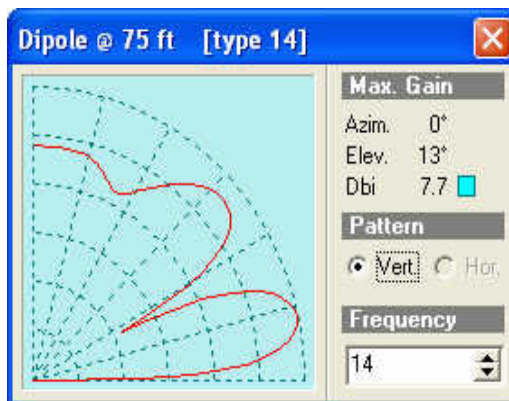 Dipole @ 75 ft [type 14]
Max. Gain
Azim. 0°
Elev. 13°
Dbi 7.7
Pattern
Vert. Hor.
Frequency
14